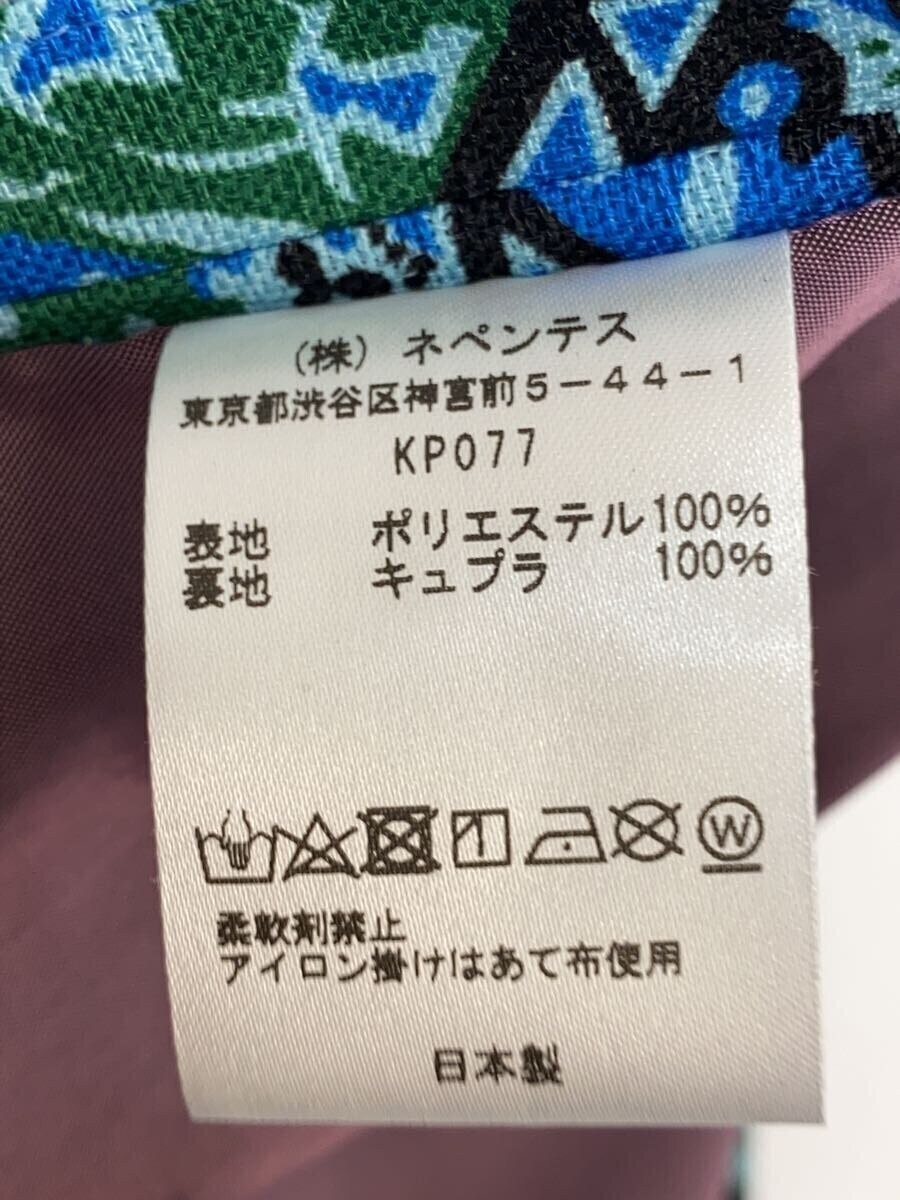 (株) ネペンテス
東京都渋谷区神宮前5-44-1
KP077
表地 ポリエステル100%
裏地 キュプラ 100%
W
柔軟剤禁止
アイロン掛けはあて布使用
日本製